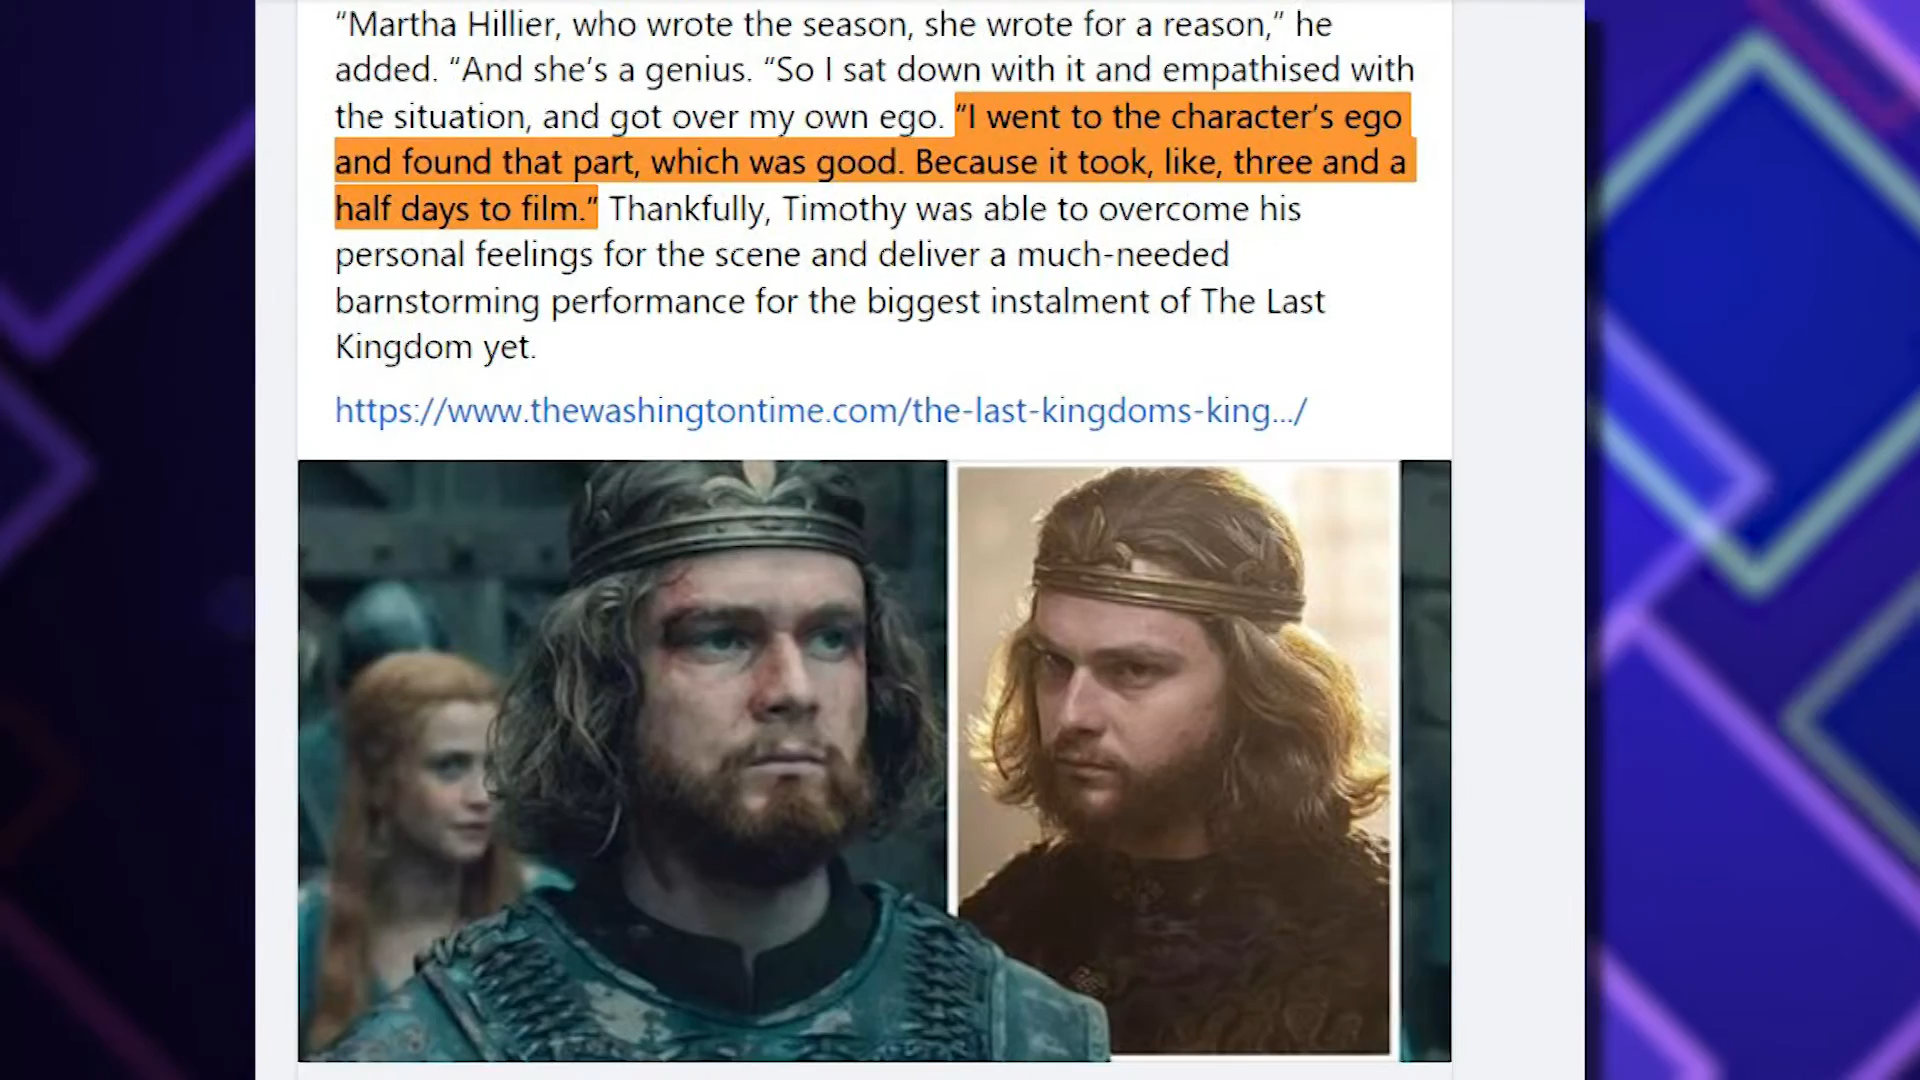 “Martha Hillier, who wrote the season, she wrote for a reason,” he
added. “And she’s a genius. “So I sat down with it and empathised with
the situation, and got over my own ego. “I went to the character’s ego
and found that part, which was good. Because it took, like, three and a
half days to film.” Thankfully, Timothy was able to overcome his
personal feelings for the scene and deliver a much-needed
barnstorming performance for the biggest instalment of The Last
Kingdom yet.
https://www.thewashingtontime.com/the-last-kingdoms-king.../